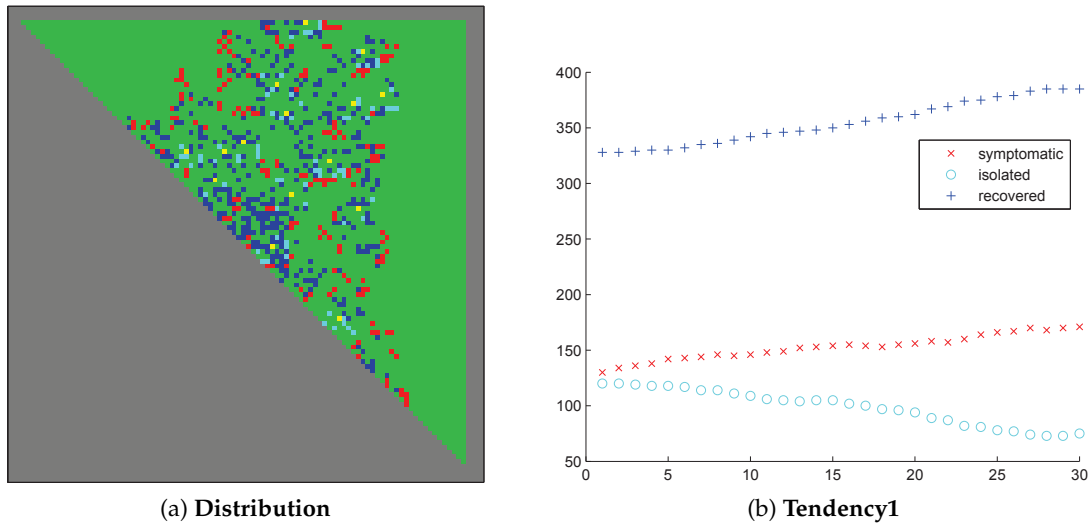 400
350
300
250
200
150
100
50
0 5 10 15 20 25 30
symptomatic
isolated
recovered
(a) Distribution
(b) Tendency1